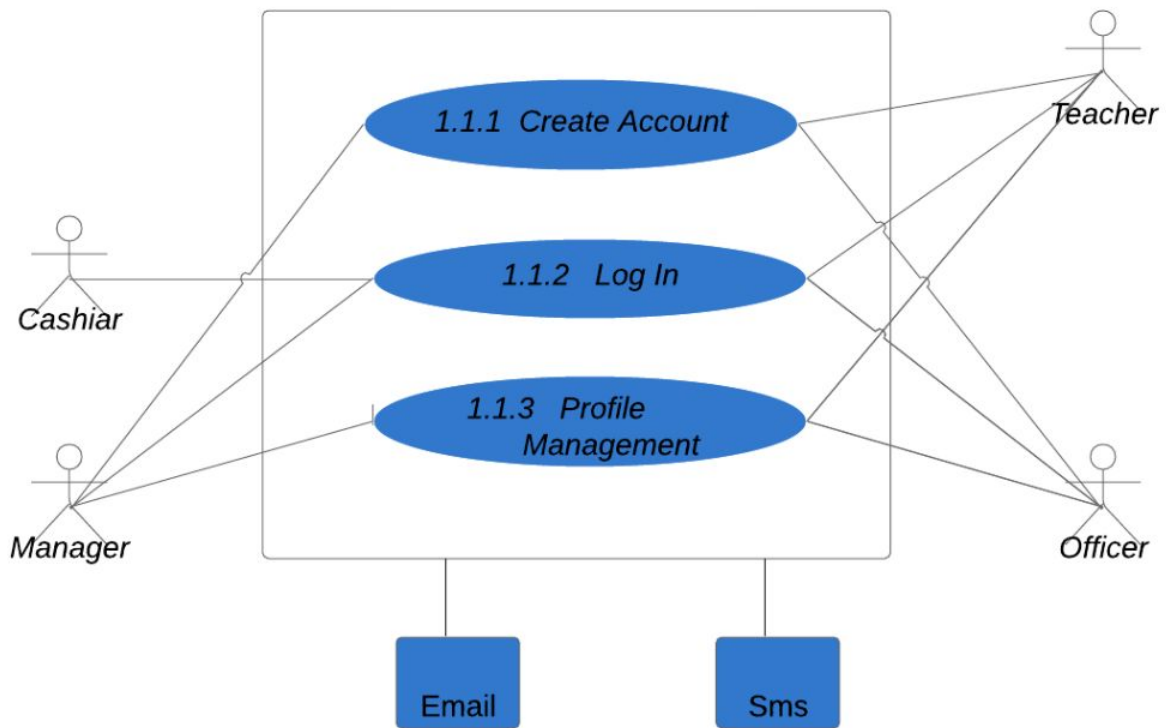 1.1.1 Create Account
Teacher
1.1.2 Log In
Cashiar
1.1.3 Profile
Management
Manager
Officer
Email
Sms